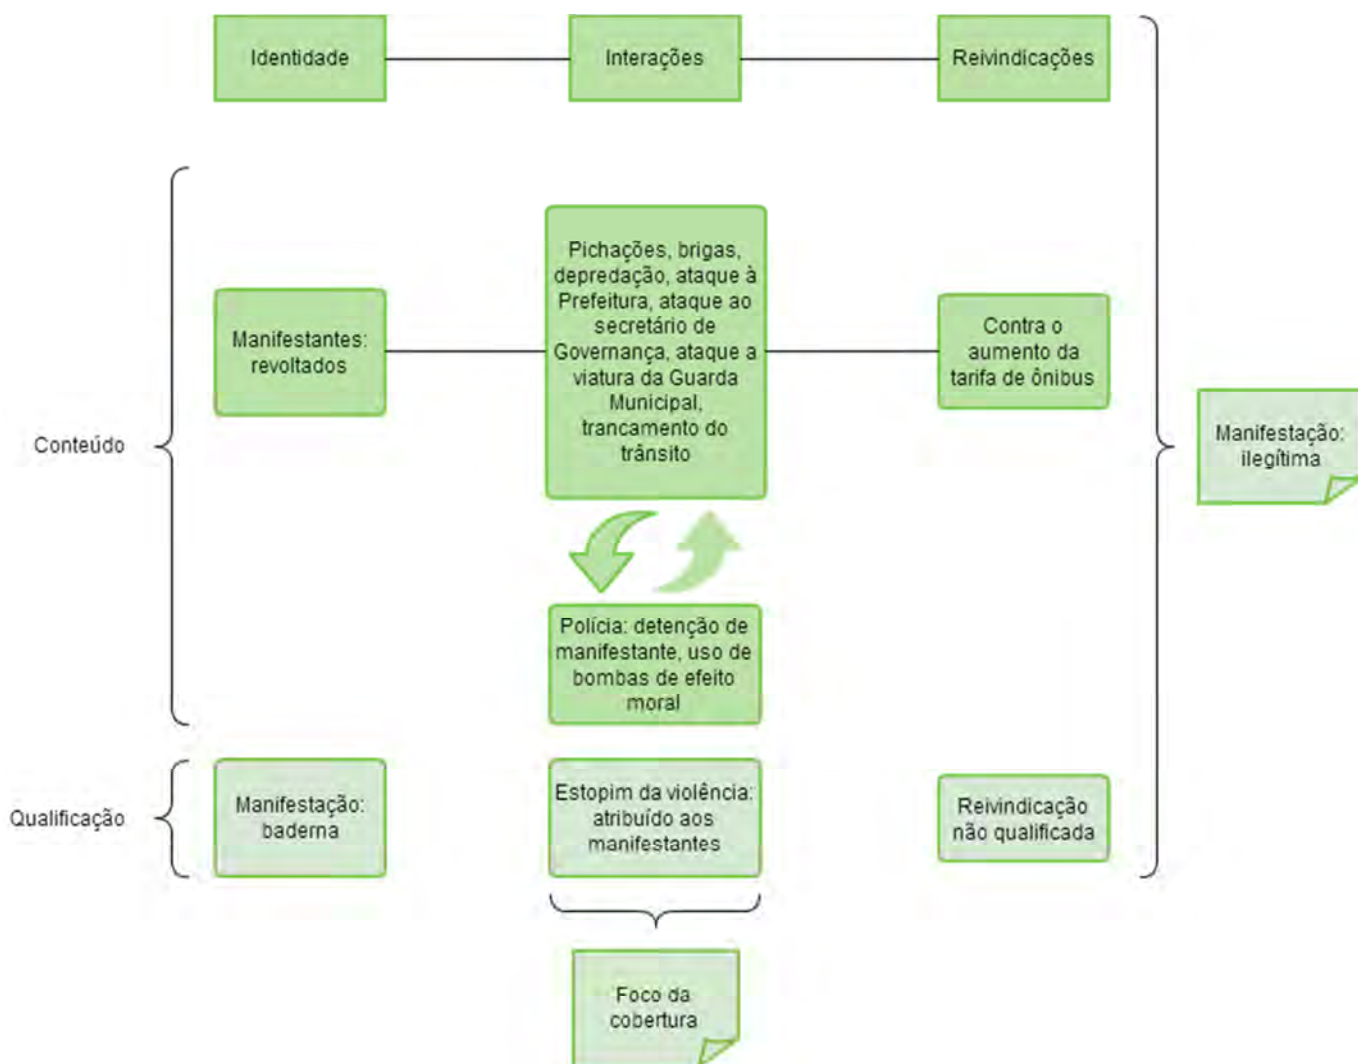 Identidade
Interações
Reivindicações
Conteúdo
Manifestantes:
revoltados
Pichações, brigas,
depredação, ataque à
Prefeitura, ataque ao
secretário de
Governança, ataque a
viatura da Guarda
Municipal,
trancamento do
trânsito
Contra o
aumento da
tarifa de ônibus
Manifestação:
ilegítima
Polícia: detenção de
manifestante, uso de
bombas de efeito
moral
Qualificação
Manifestação:
baderna
Estopim da violência:
atribuído aos
manifestantes
Reivindicação
não qualificada
Foco da
cobertura